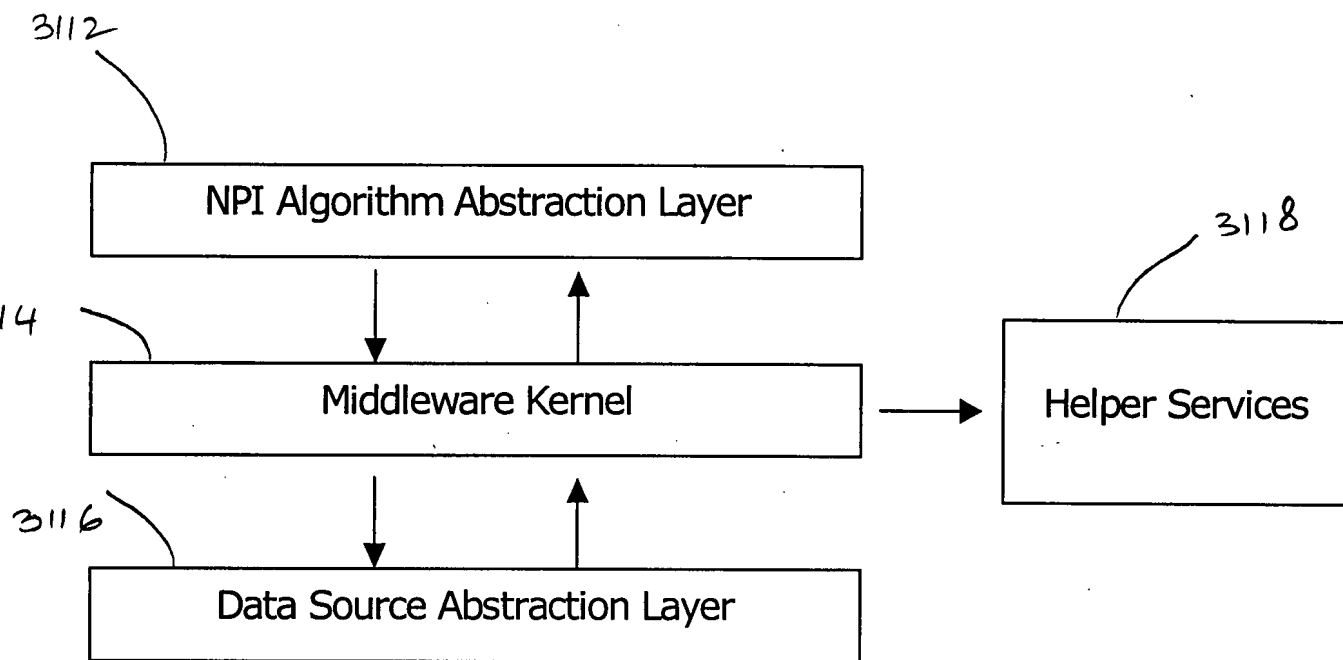 3112
NPI Algorithm Abstraction Layer
3118
14
Middleware Kernel
Helper Services
3116
Data Source Abstraction Layer